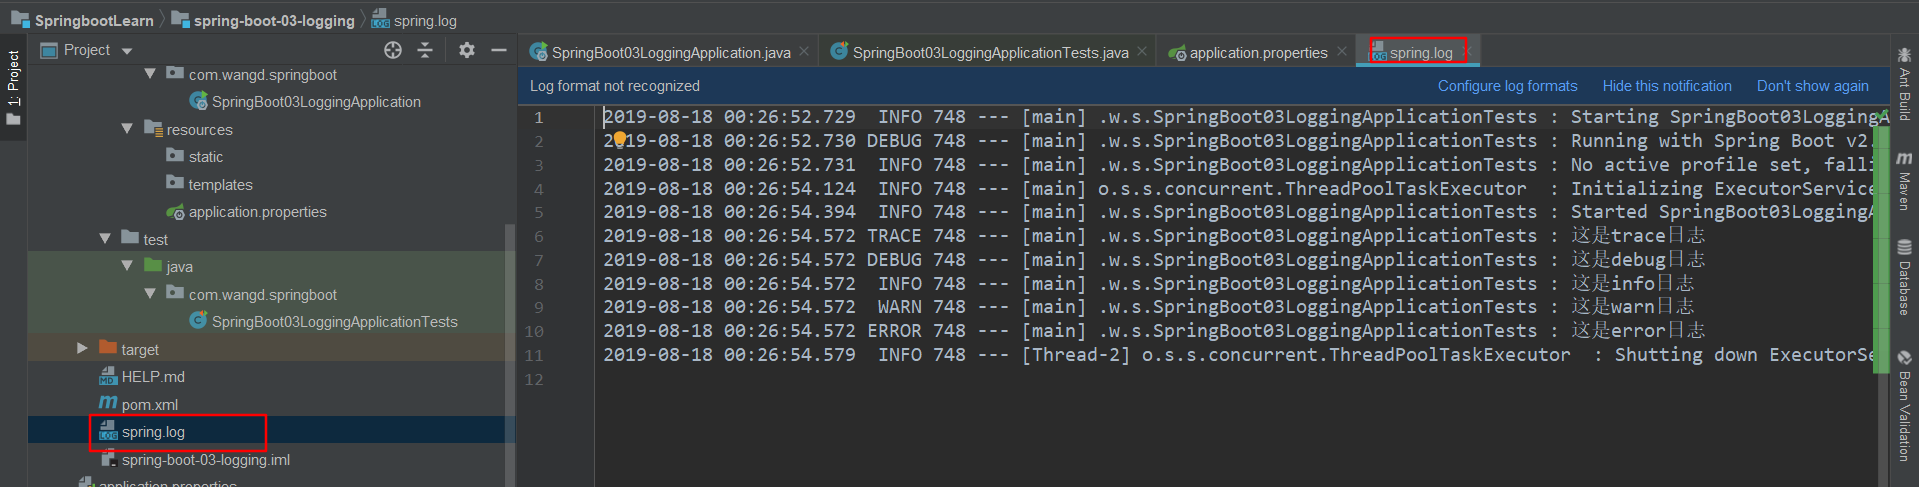 SpringbootLearn spring-boot-03-logging spring.log
1: Project
Project
com.wangd.springboot
SpringBoot03LoggingApplication
resources
static
templates
application.properties
test
java
com.wangd.springboot
SpringBoot03LoggingApplicationTests
target
HELP.md
pom.xml
spring.log
spring-boot-03-logging.iml
application.properties
SpringBoot03LoggingApplication.java SpringBoot03LoggingApplicationTests.java application.properties spring.log
Log format not recognized Configure log formats Hide this notification Don't show again
1 2019-08-18 00:26:52.729 INFO 748 --- [main] .w.s.SpringBoot03LoggingApplicationTests : Starting SpringBoot03LoggingA
2 2019-08-18 00:26:52.730 DEBUG 748 --- [main] .w.s.SpringBoot03LoggingApplicationTests : Running with Spring Boot v2.
3 2019-08-18 00:26:52.731 INFO 748 --- [main] .w.s.SpringBoot03LoggingApplicationTests : No active profile set, falli
4 2019-08-18 00:26:54.124 INFO 748 --- [main] o.s.s.concurrent.ThreadPoolTaskExecutor : Initializing ExecutorService
5 2019-08-18 00:26:54.394 INFO 748 --- [main] .w.s.SpringBoot03LoggingApplicationTests : Started SpringBoot03LoggingA
6 2019-08-18 00:26:54.572 TRACE 748 --- [main] .w.s.SpringBoot03LoggingApplicationTests : 这是trace日志
7 2019-08-18 00:26:54.572 DEBUG 748 --- [main] .w.s.SpringBoot03LoggingApplicationTests : 这是debug日志
8 2019-08-18 00:26:54.572 INFO 748 --- [main] .w.s.SpringBoot03LoggingApplicationTests : 这是info日志
9 2019-08-18 00:26:54.572 WARN 748 --- [main] .w.s.SpringBoot03LoggingApplicationTests : 这是warn日志
10 2019-08-18 00:26:54.572 ERROR 748 --- [main] .w.s.SpringBoot03LoggingApplicationTests : 这是error日志
11 2019-08-18 00:26:54.579 INFO 748 --- [Thread-2] o.s.s.concurrent.ThreadPoolTaskExecutor : Shutting down ExecutorSe
12
Ant Build
Maven
Database
Bean Validation